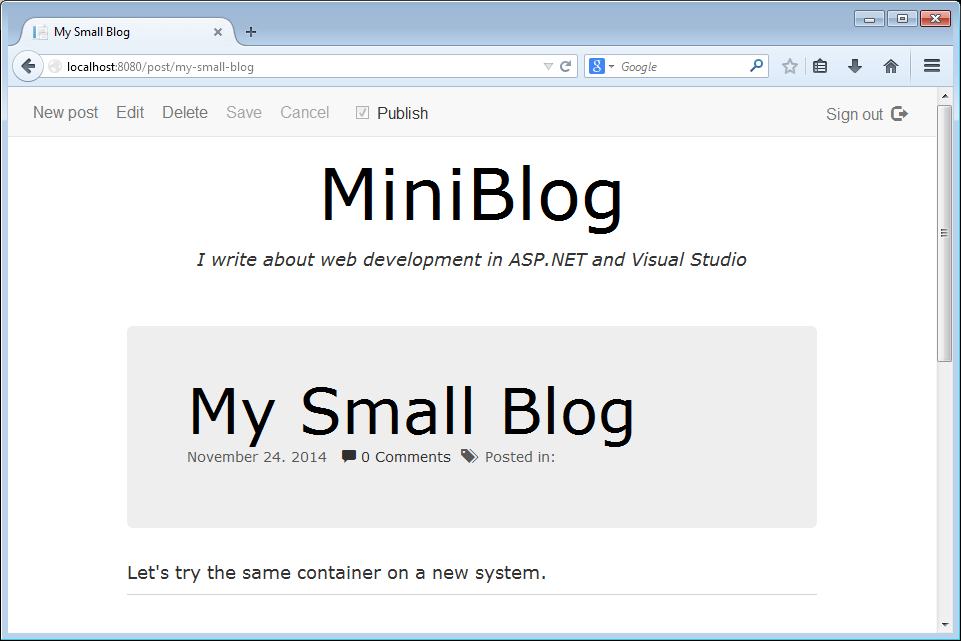 My Small Blog
localhost:8080/post/my-small-blog
Google
New post Edit Delete Save Cancel Publish Sign out
MiniBlog
I write about web development in ASP.NET and Visual Studio
My Small Blog
November 24. 2014 0 Comments Posted in:
Let's try the same container on a new system.